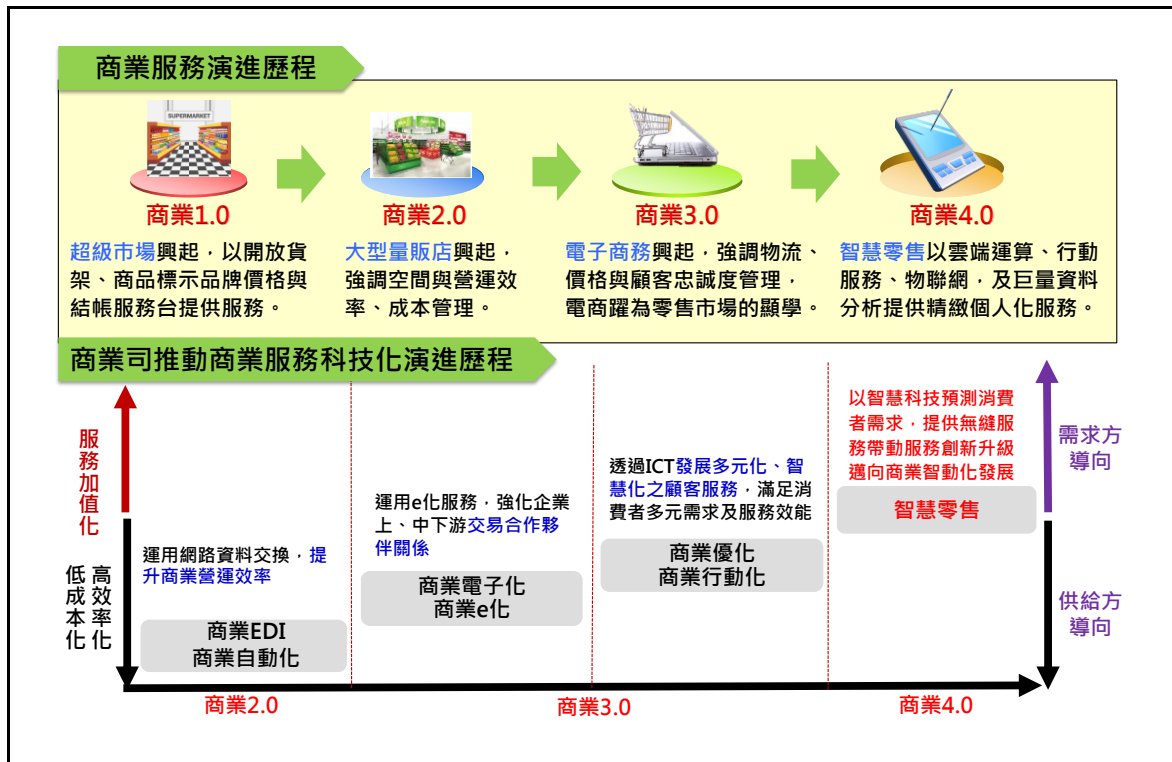 商業服務演進歷程
SUPERMARKET
商業1.0
超級市場興起，以開放貨
架、商品標示品牌價格與
結帳服務台提供服務。
商業2.0
大型量販店興起，
強調空間與營運效
率、成本管理。
商業3.0
電子商務興起，強調物流、
價格與顧客忠誠度管理，
電商躍為零售市場的顯學。
商業4.0
智慧零售以雲端運算、行動
服務、物聯網，及巨量資料
分析提供精緻個人化服務。
商業司推動商業服務科技化演進歷程
服務加值化
高效率化
低成本化
運用網路資料交換，提
升商業營運效率
商業EDI
商業自動化
運用e化服務，強化企業
上、中下游交易合作夥
伴關係
商業電子化
商業e化
透過ICT發展多元化、智
慧化之顧客服務，滿足消
費者多元需求及服務效能
商業優化
商業行動化
以智慧科技預測消費
者需求，提供無縫服
務帶動服務創新升級
邁向商業智動化發展
智慧零售
需求方
導向
供給方
導向
商業2.0
商業3.0
商業4.0